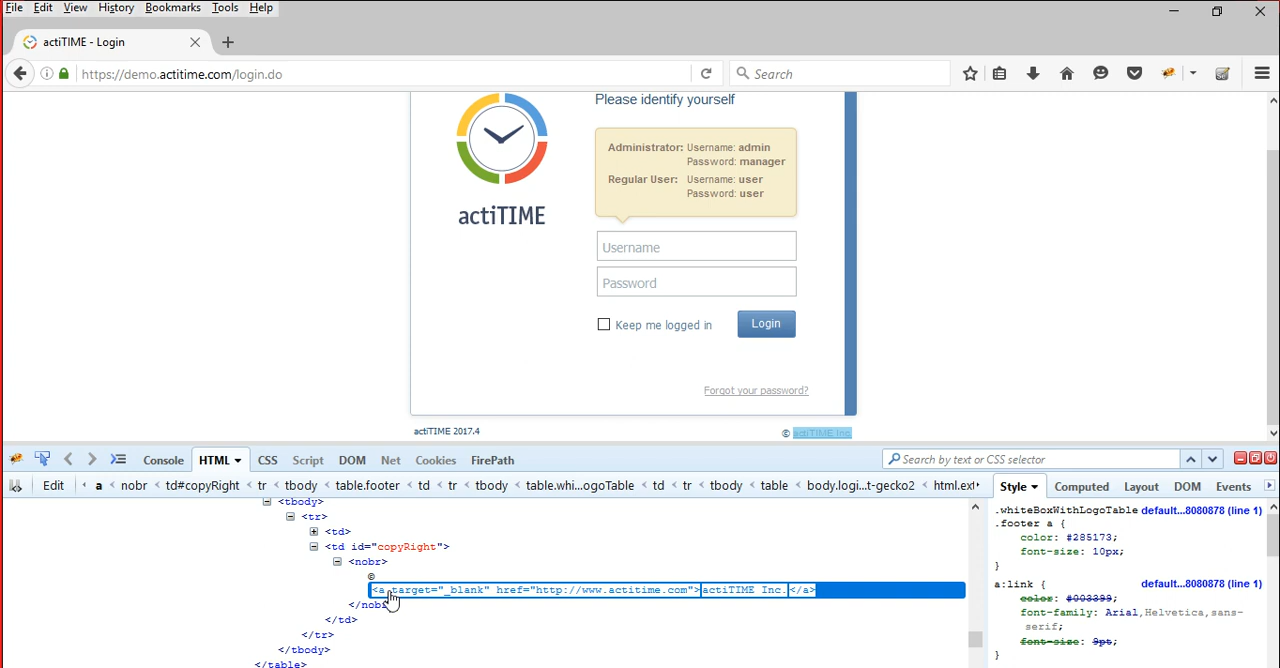 File Edit View History Bookmarks Tools Help
actiTIME - Login
https://demo.actitime.com/login.do
Search
Please identify yourself
Administrator: Username: admin
Password: manager
Regular User: Username: user
Password: user
actiTIME
Username
Password
Keep me logged in
Login
Forgot your password?
actiTIME 2017.4
© actiTIME Inc.
Console HTML CSS Script DOM Net Cookies FirePath
Search by text or CSS selector
Edit a < nobr < td#copyRight < tr < tbody < table.footer < td < tr < tbody < table.whi...ogoTable < td < tr < tbody < table < body.logi...t-gecko2 < html.ext
Style Computed Layout DOM Events
<tbody>
<tr>
<td>
<td id="copyRight">
<nobr>
©
<a target="_blank" href="http://www.actitime.com">actiTIME Inc.</a>
</nobr>
</td>
</tr>
</tbody>
</table>
.whiteBoxWithLogoTable default...8080878 (line 1)
.footer a {
color: #285173;
font-size: 10px;
}
a:link { default...8080878 (line 1)
color: #003399;
font-family: Arial,Helvetica,sans-
serif;
font-size: 9pt;
}